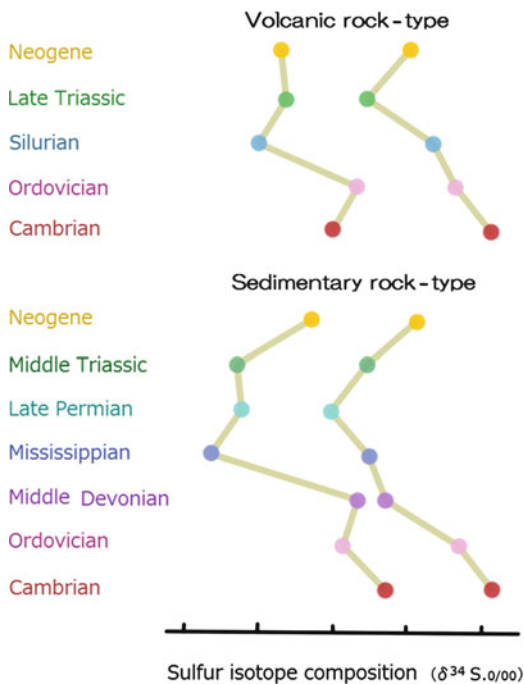 Volcanic rock-type
Neogene
Late Triassic
Silurian
Ordovician
Cambrian
Sedimentary rock-type
Neogene
Middle Triassic
Late Permian
Mississippian
Middle Devonian
Ordovician
Cambrian
Sulfur isotope composition (δ³⁴ S.0/00)